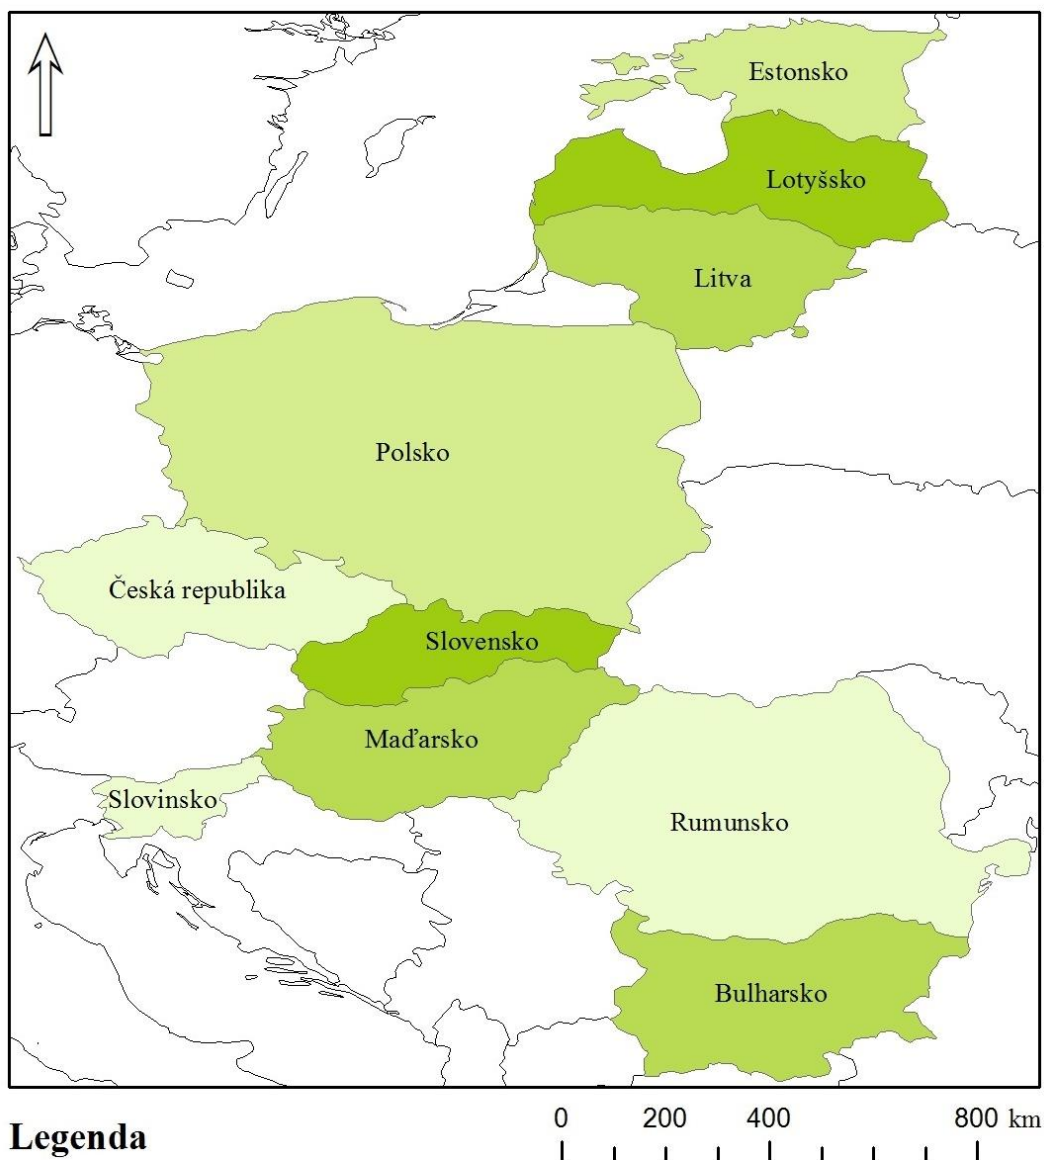 Estonsko
Lotyšsko
Litva
Polsko
Česká republika
Slovensko
Maďarsko
Slovinsko
Rumunsko
Bulharsko
0 200 400 800 km
Legenda